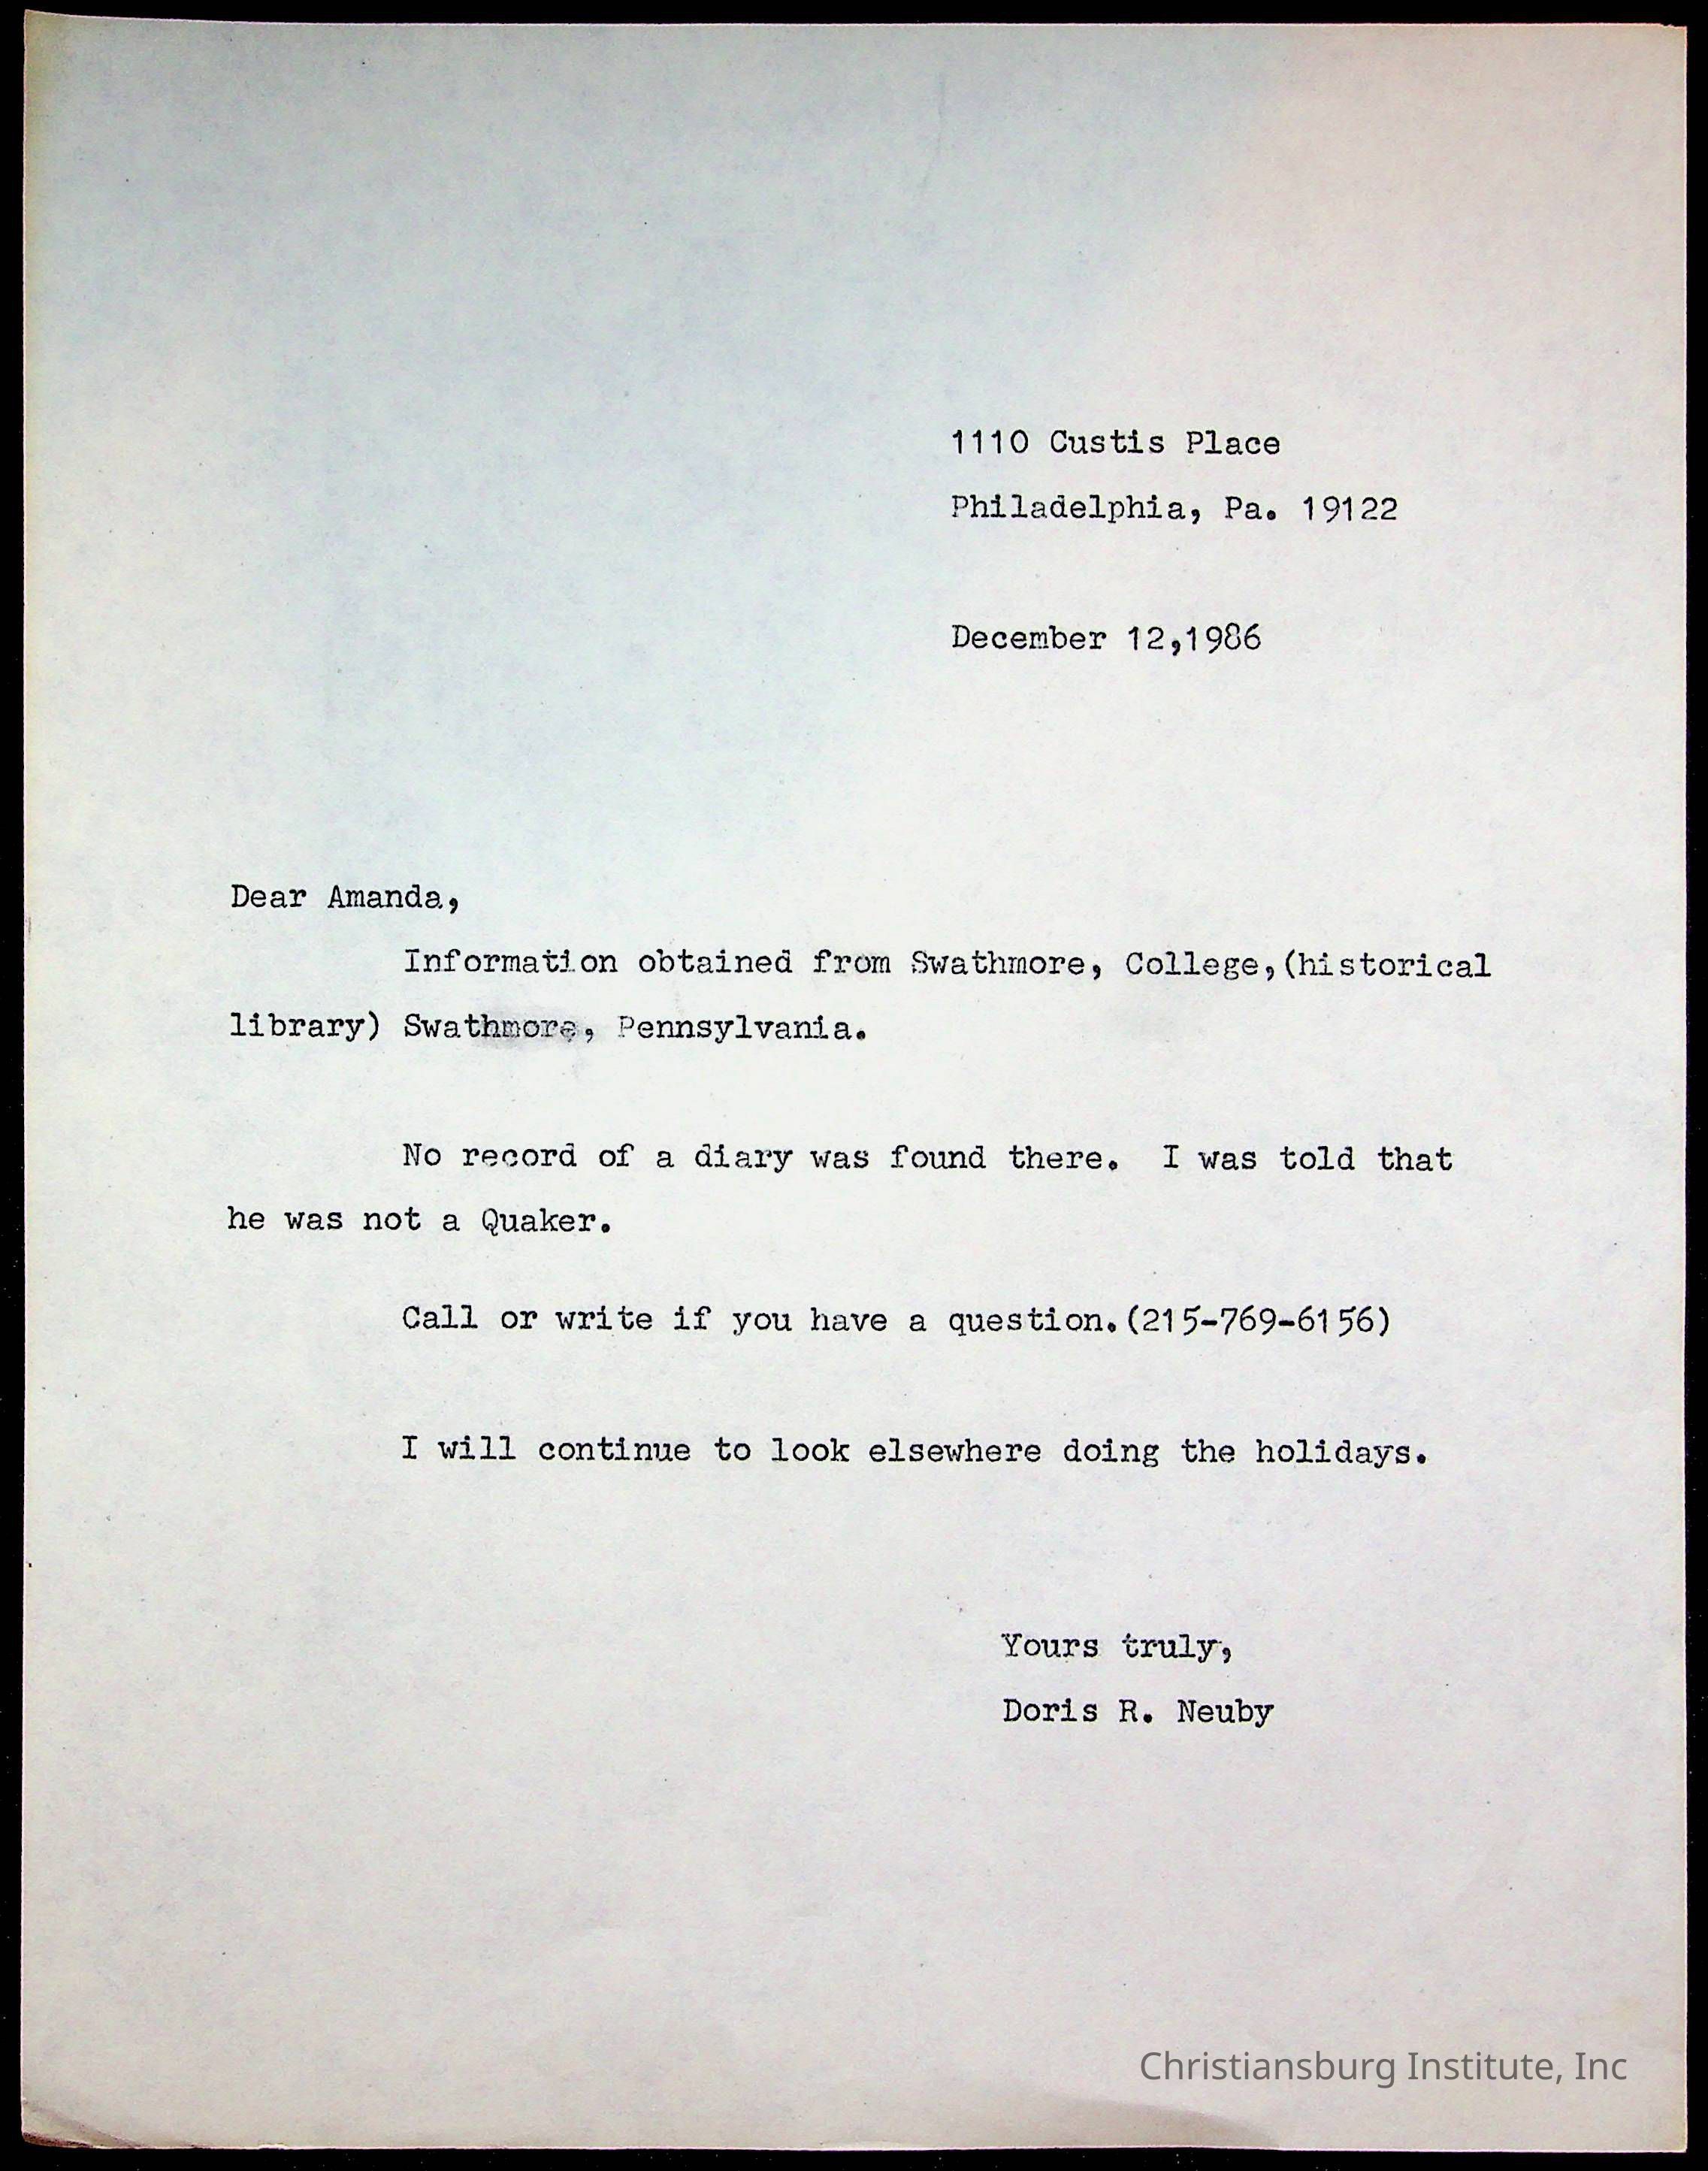 1110 Custis Place
Philadelphia, Pa. 19122
December 12,1986
Dear Amanda,
Information obtained from Swathmore, College,(historical
library) Swathmore, Pennsylvania.
No record of a diary was found there. I was told that
he was not a Quaker.
Call or write if you have a question.(215-769-6156)
I will continue to look elsewhere doing the holidays.
Yours truly,
Doris R. Neuby
Christiansburg Institute, Inc